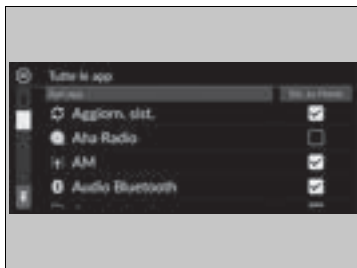 Tutte le app
Aggiorn. sist.
Aha Radio
AM
Audio Bluetooth